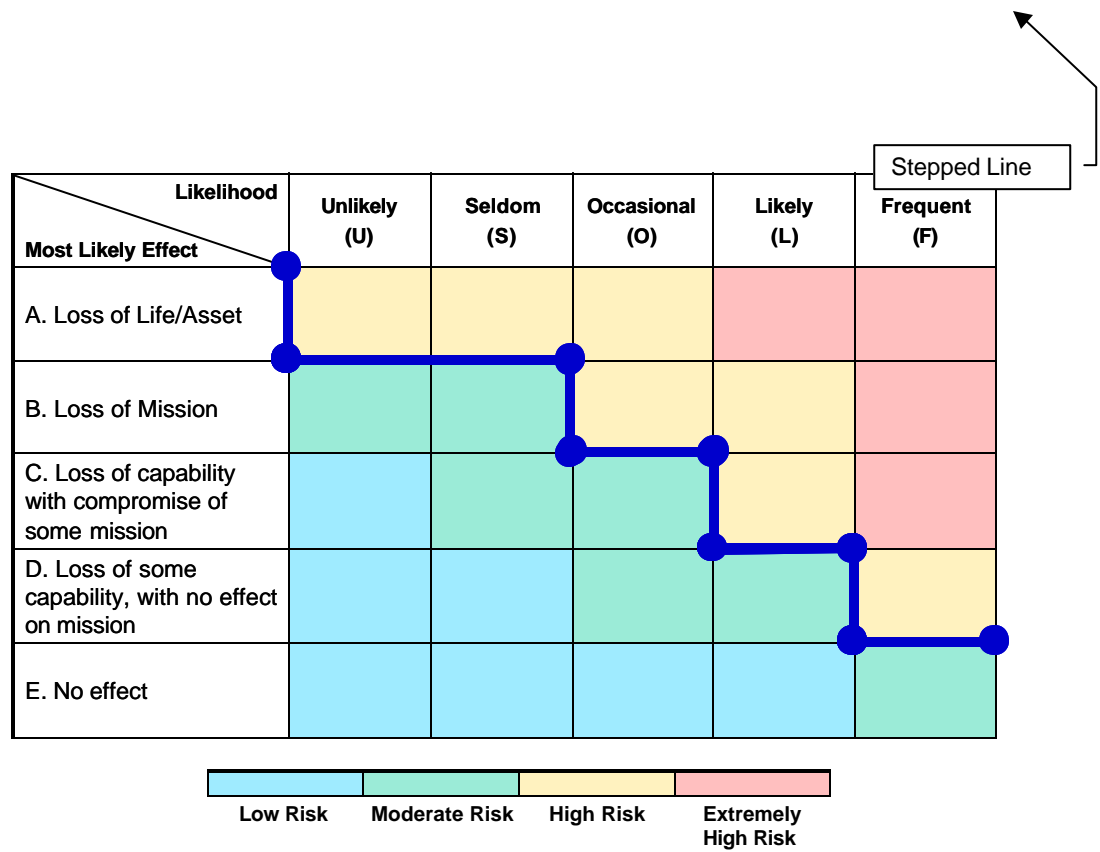 Stepped Line
Likelihood
Most Likely Effect
Unlikely
(U)
Seldom
(S)
Occasional
(O)
Likely
(L)
Frequent
(F)
A. Loss of Life/Asset
B. Loss of Mission
C. Loss of capability
with compromise of
some mission
D. Loss of some
capability, with no effect
on mission
E. No effect
Low Risk
Moderate Risk
High Risk
Extremely
High Risk